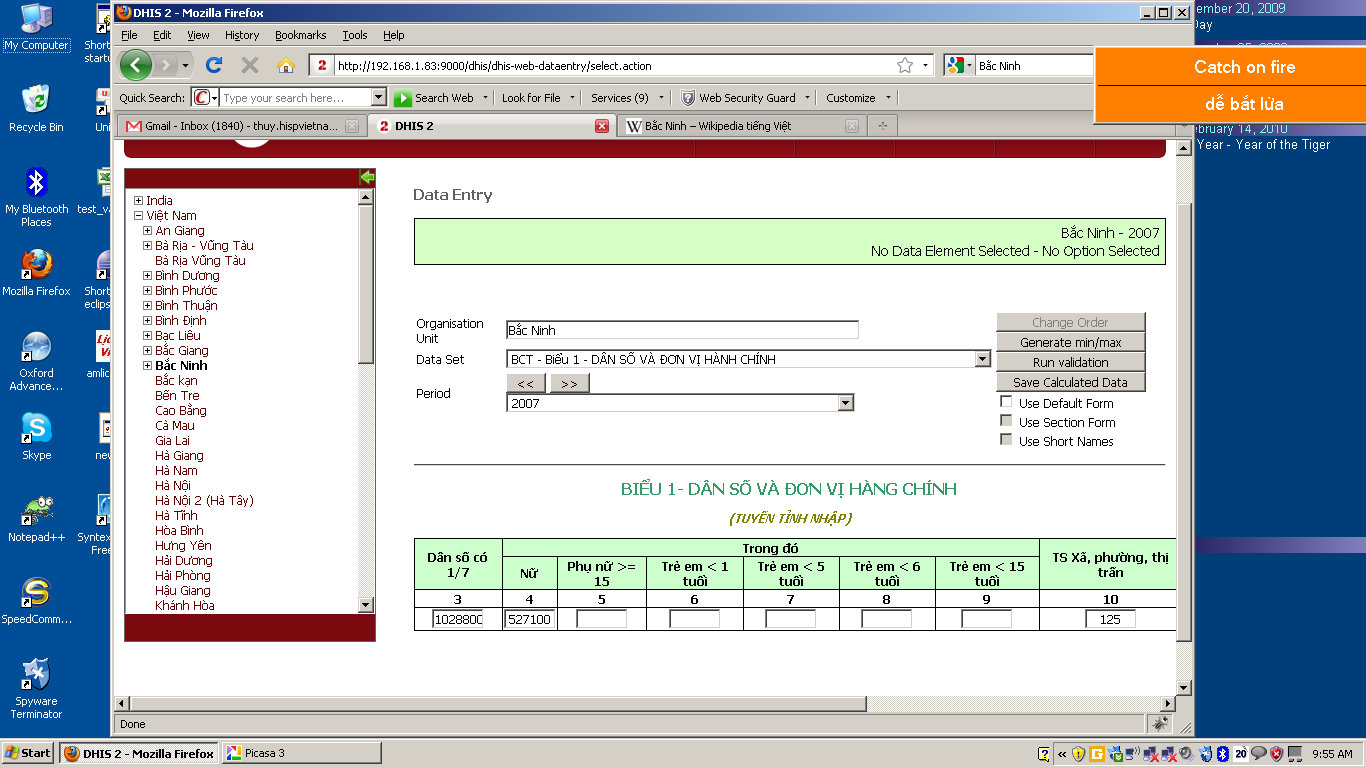 DHIS 2 - Mozilla Firefox
File Edit View History Bookmarks Tools Help
http://192.168.1.83:9000/dhis/dhis-web-dataentry/select.action
Bắc Ninh
Quick Search: Type your search here... Search Web Look for File Services (9) Web Security Guard Customize
Gmail - Inbox (1840) - thuy.hispvietna...
DHIS 2
Bắc Ninh – Wikipedia tiếng Việt
ember 20, 2009
Day
Catch on fire
dễ bắt lửa
ebruary 14, 2010
Year - Year of the Tiger
My Computer
Recycle Bin
My Bluetooth
Places
Mozilla Firefox
Oxford
Advance...
Skype
Notepad++
SpeedComm...
Spyware
Terminator
Short
startu
Uni
test_va
Short
eclips
amlic
new
Syntex
Free
India
Việt Nam
An Giang
Bà Rịa - Vũng Tàu
Bà Rịa Vũng Tàu
Bình Dương
Bình Phước
Bình Thuận
Bình Định
Bạc Liêu
Bắc Giang
Bắc Ninh
Bắc kạn
Bến Tre
Cao Bằng
Cà Mau
Gia Lai
Hà Giang
Hà Nam
Hà Nội
Hà Nội 2 (Hà Tây)
Hà Tĩnh
Hòa Bình
Hưng Yên
Hải Dương
Hải Phòng
Hậu Giang
Khánh Hòa
Data Entry
Bắc Ninh - 2007
No Data Element Selected - No Option Selected
Organisation
Unit
Bắc Ninh
Data Set
BCT - Biểu 1 - DÂN SỐ VÀ ĐƠN VỊ HÀNH CHÍNH
Period
<< >>
2007
Change Order
Generate min/max
Run validation
Save Calculated Data
Use Default Form
Use Section Form
Use Short Names
BIỂU 1- DÂN SỐ VÀ ĐƠN VỊ HÀNG CHÍNH
(TUYẾN TỈNH NHẬP)
Dân số có
1/7
Trong đó
Nữ
Phụ nữ >=
15
Trẻ em < 1
tuổi
Trẻ em < 5
tuổi
Trẻ em < 6
tuổi
Trẻ em < 15
tuổi
TS Xã, phường, thị
trấn
3 4 5 6 7 8 9 10
1028800 527100 125
Done
Start
DHIS 2 - Mozilla Firefox
Picasa 3
20
9:55 AM